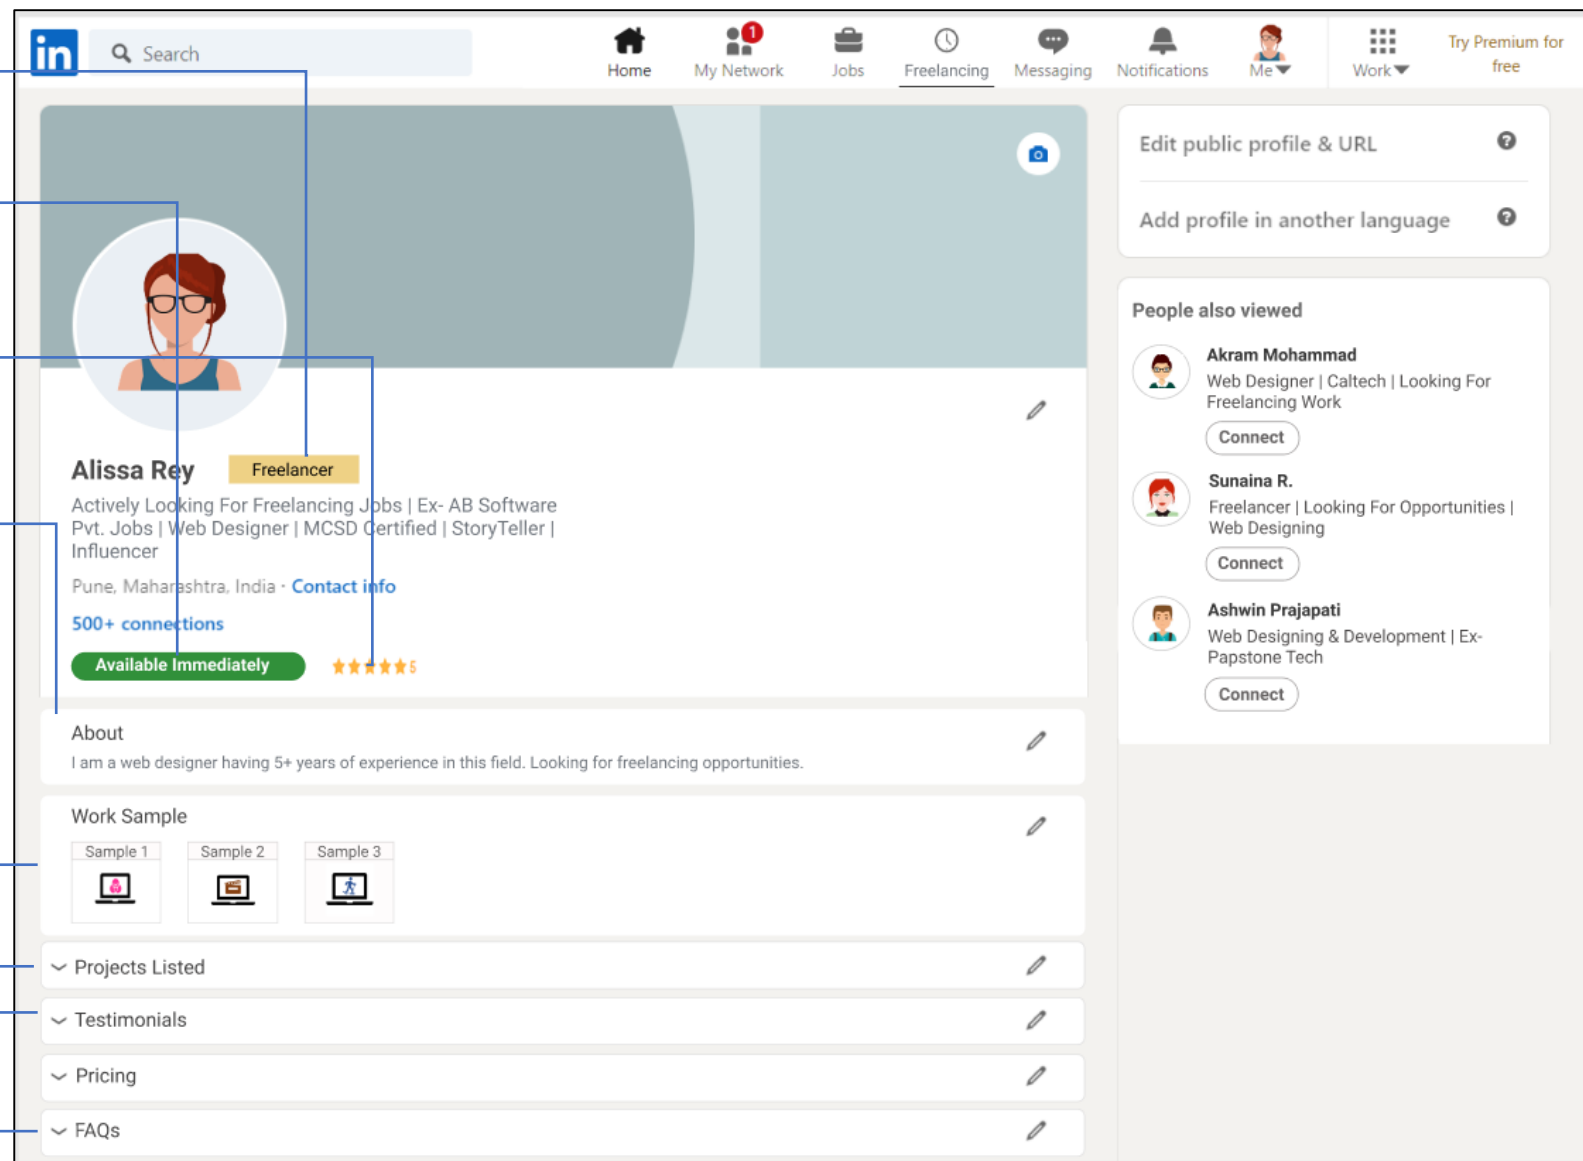 in
Search
1
Home
My Network
Jobs
Freelancing
Messaging
Notifications
Me
Work
Try Premium for
free
Edit public profile & URL
Add profile in another language
Alissa Rey
Freelancer
Actively Looking For Freelancing Jobs | Ex- AB Software
Pvt. Jobs | Web Designer | MCSD Certified | StoryTeller |
Influencer
Pune, Maharashtra, India · Contact info
500+ connections
Available Immediately
5
About
I am a web designer having 5+ years of experience in this field. Looking for freelancing opportunities.
Work Sample
Sample 1
Sample 2
Sample 3
Projects Listed
Testimonials
Pricing
FAQs
People also viewed
Akram Mohammad
Web Designer | Caltech | Looking For
Freelancing Work
Connect
Sunaina R.
Freelancer | Looking For Opportunities |
Web Designing
Connect
Ashwin Prajapati
Web Designing & Development | Ex-
Papstone Tech
Connect